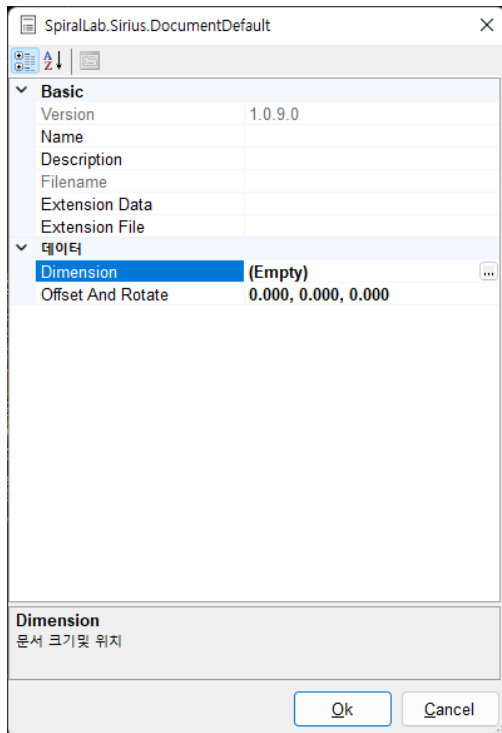 SpiralLab.Sirius.DocumentDefault
Basic
Version 1.0.9.0
Name
Description
Filename
Extension Data
Extension File
데이터
Dimension (Empty) ...
Offset And Rotate 0.000, 0.000, 0.000
Dimension
문서 크기및 위치
Ok Cancel